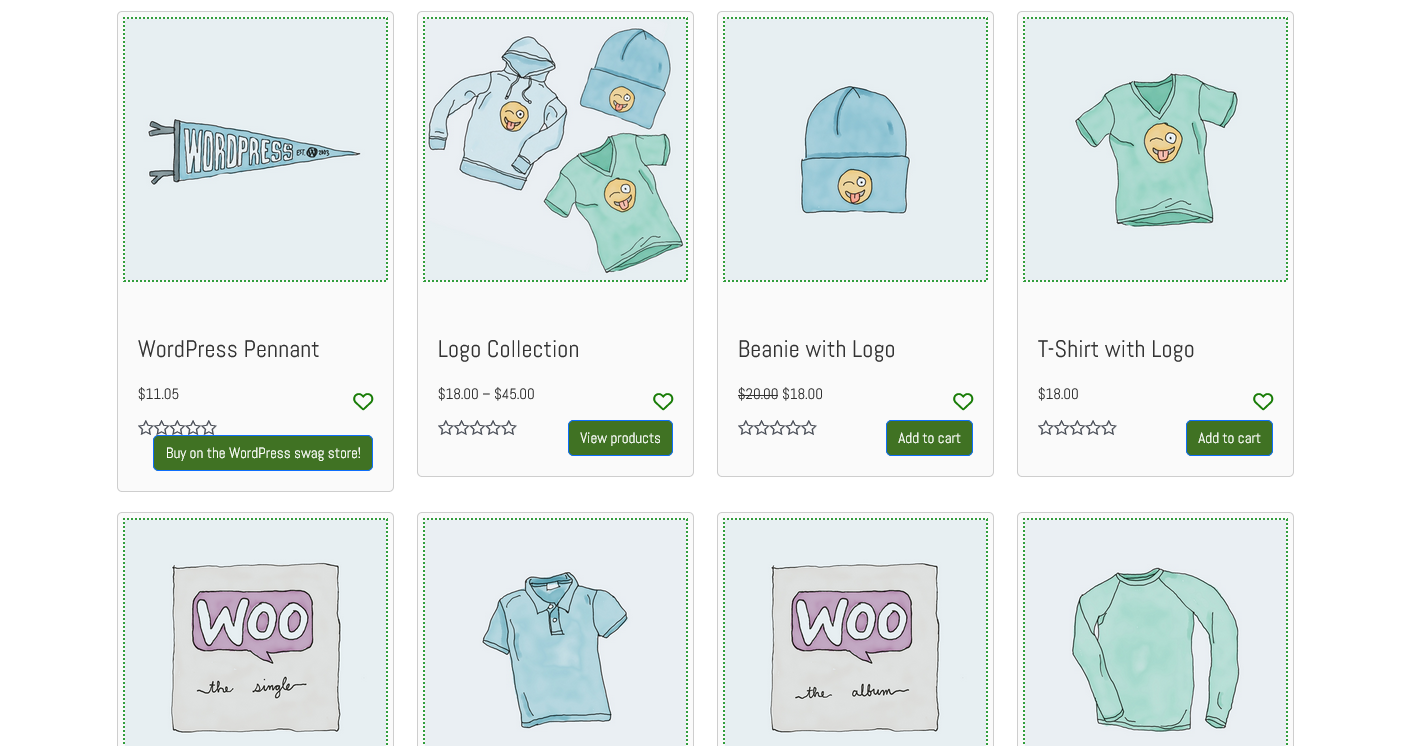 WORDPRESS EST. W 2003
WordPress Pennant
$11.05
Buy on the WordPress swag store!
Logo Collection
$18.00 – $45.00
View products
Beanie with Logo
$20.00 $18.00
Add to cart
T-Shirt with Logo
$18.00
Add to cart
WOO
the single
WOO
the album